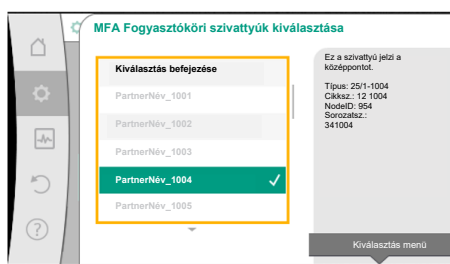 MFA Fogyasztóköri szivattyúk kiválasztása
Kiválasztás befejezése
PartnerNév_1001
PartnerNév_1002
PartnerNév_1003
PartnerNév_1004
PartnerNév_1005
Ez a szivattyú jelzi a
középpontot.
Típus: 25/1-1004
Cikksz.: 12 1004
NodeID: 954
Sorozatsz.:
341004
Kiválasztás menü